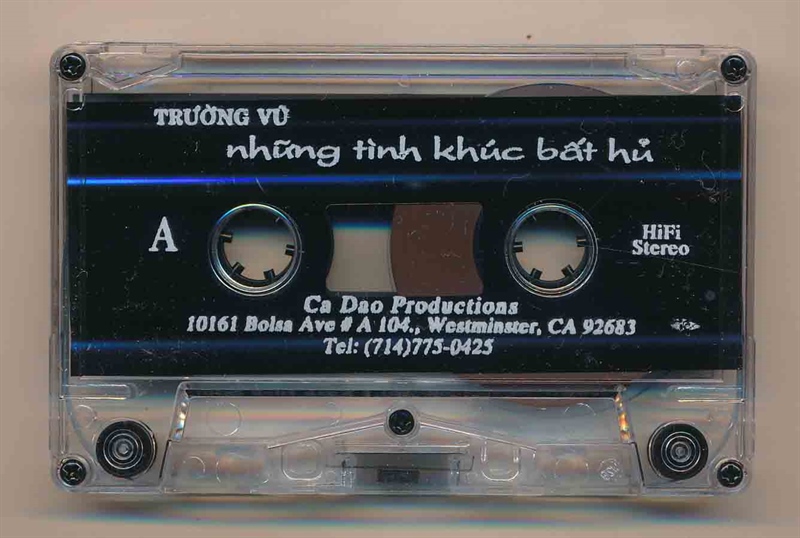 TRƯỜNG VŨ
những tình khúc bất hủ
A
HiFi
Stereo
Ca Dao Productions
10161 Bolsa Ave # A 104., Westminster, CA 92683
Tel: (714)775-0425